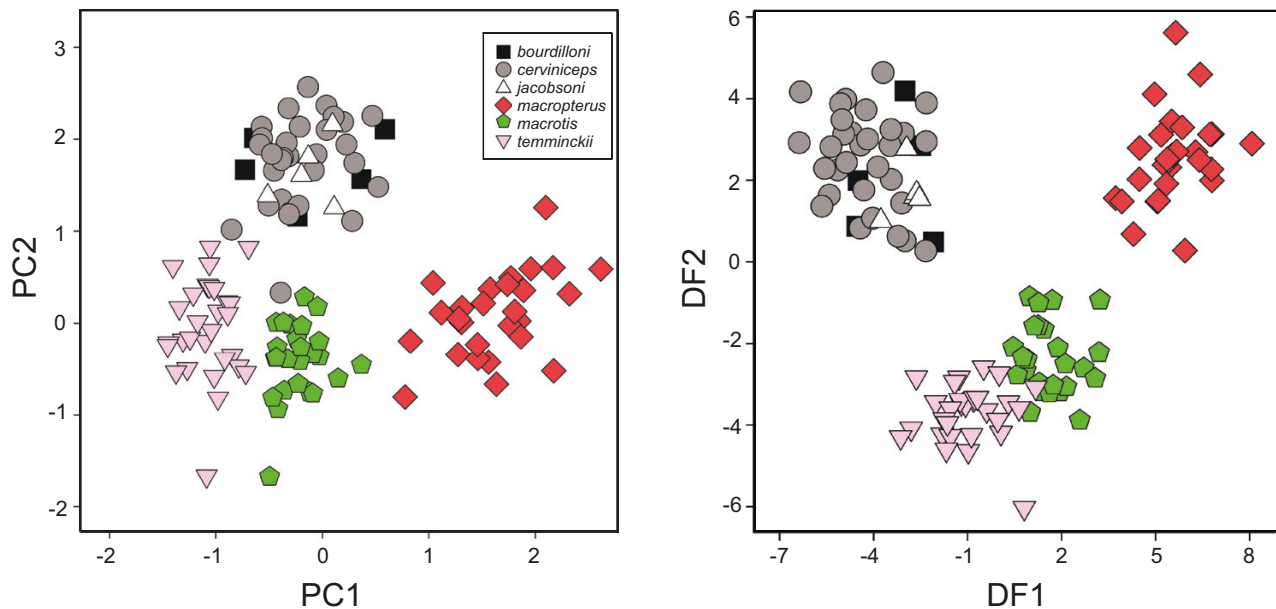 3
2
1
0
-1
-2
PC2
-2
-1
0
1
2
PC1
bourdilloni
cerviniceps
jacobsoni
macropterus
macrotis
temminckii
6
4
2
0
-2
-4
-6
DF2
-7
-4
-1
2
5
8
DF1